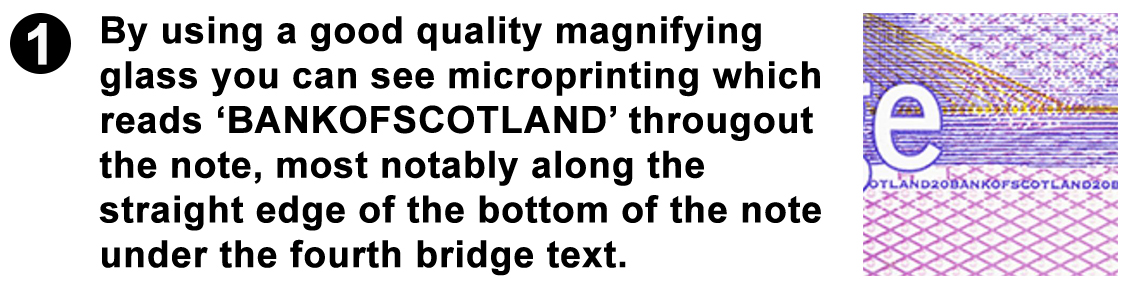 1
By using a good quality magnifying
glass you can see microprinting which
reads ‘BANKOFSCOTLAND’ througout
the note, most notably along the
straight edge of the bottom of the note
under the fourth bridge text.
e
OTLAND20BANKOFSCOTLAND20B